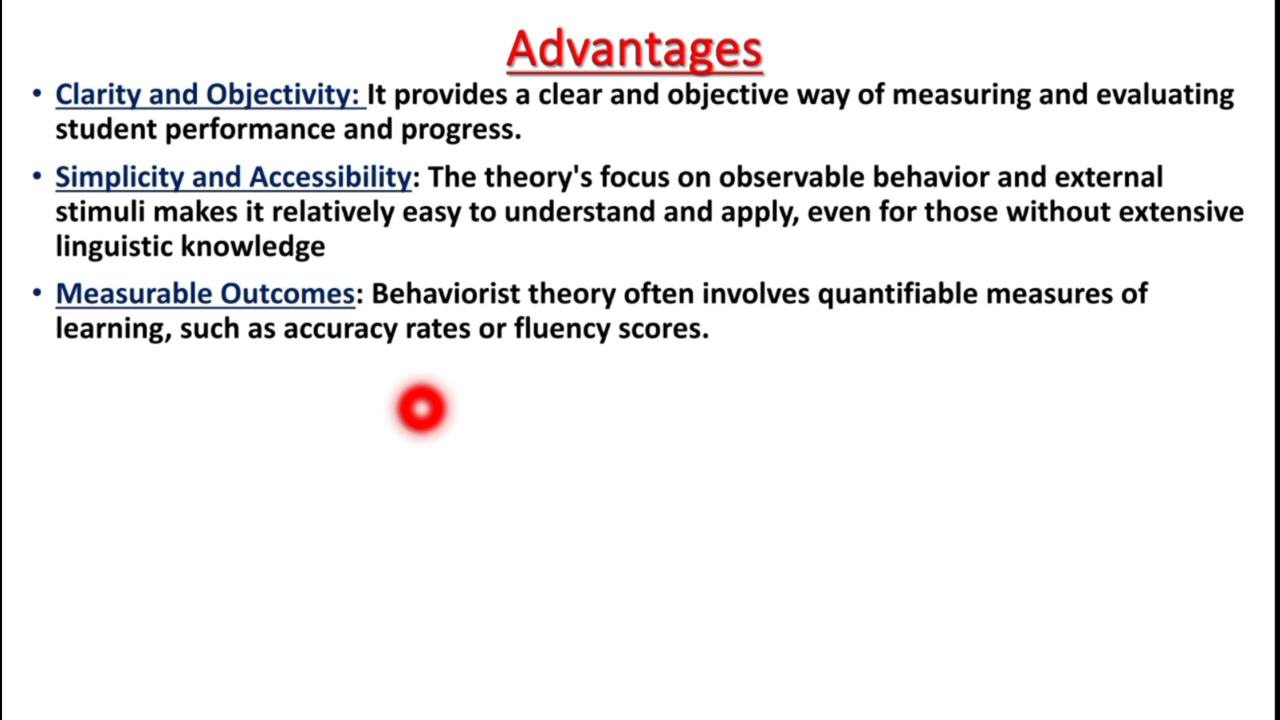 Advantages
• Clarity and Objectivity: It provides a clear and objective way of measuring and evaluating
student performance and progress.
• Simplicity and Accessibility: The theory's focus on observable behavior and external
stimuli makes it relatively easy to understand and apply, even for those without extensive
linguistic knowledge
• Measurable Outcomes: Behaviorist theory often involves quantifiable measures of
learning, such as accuracy rates or fluency scores.